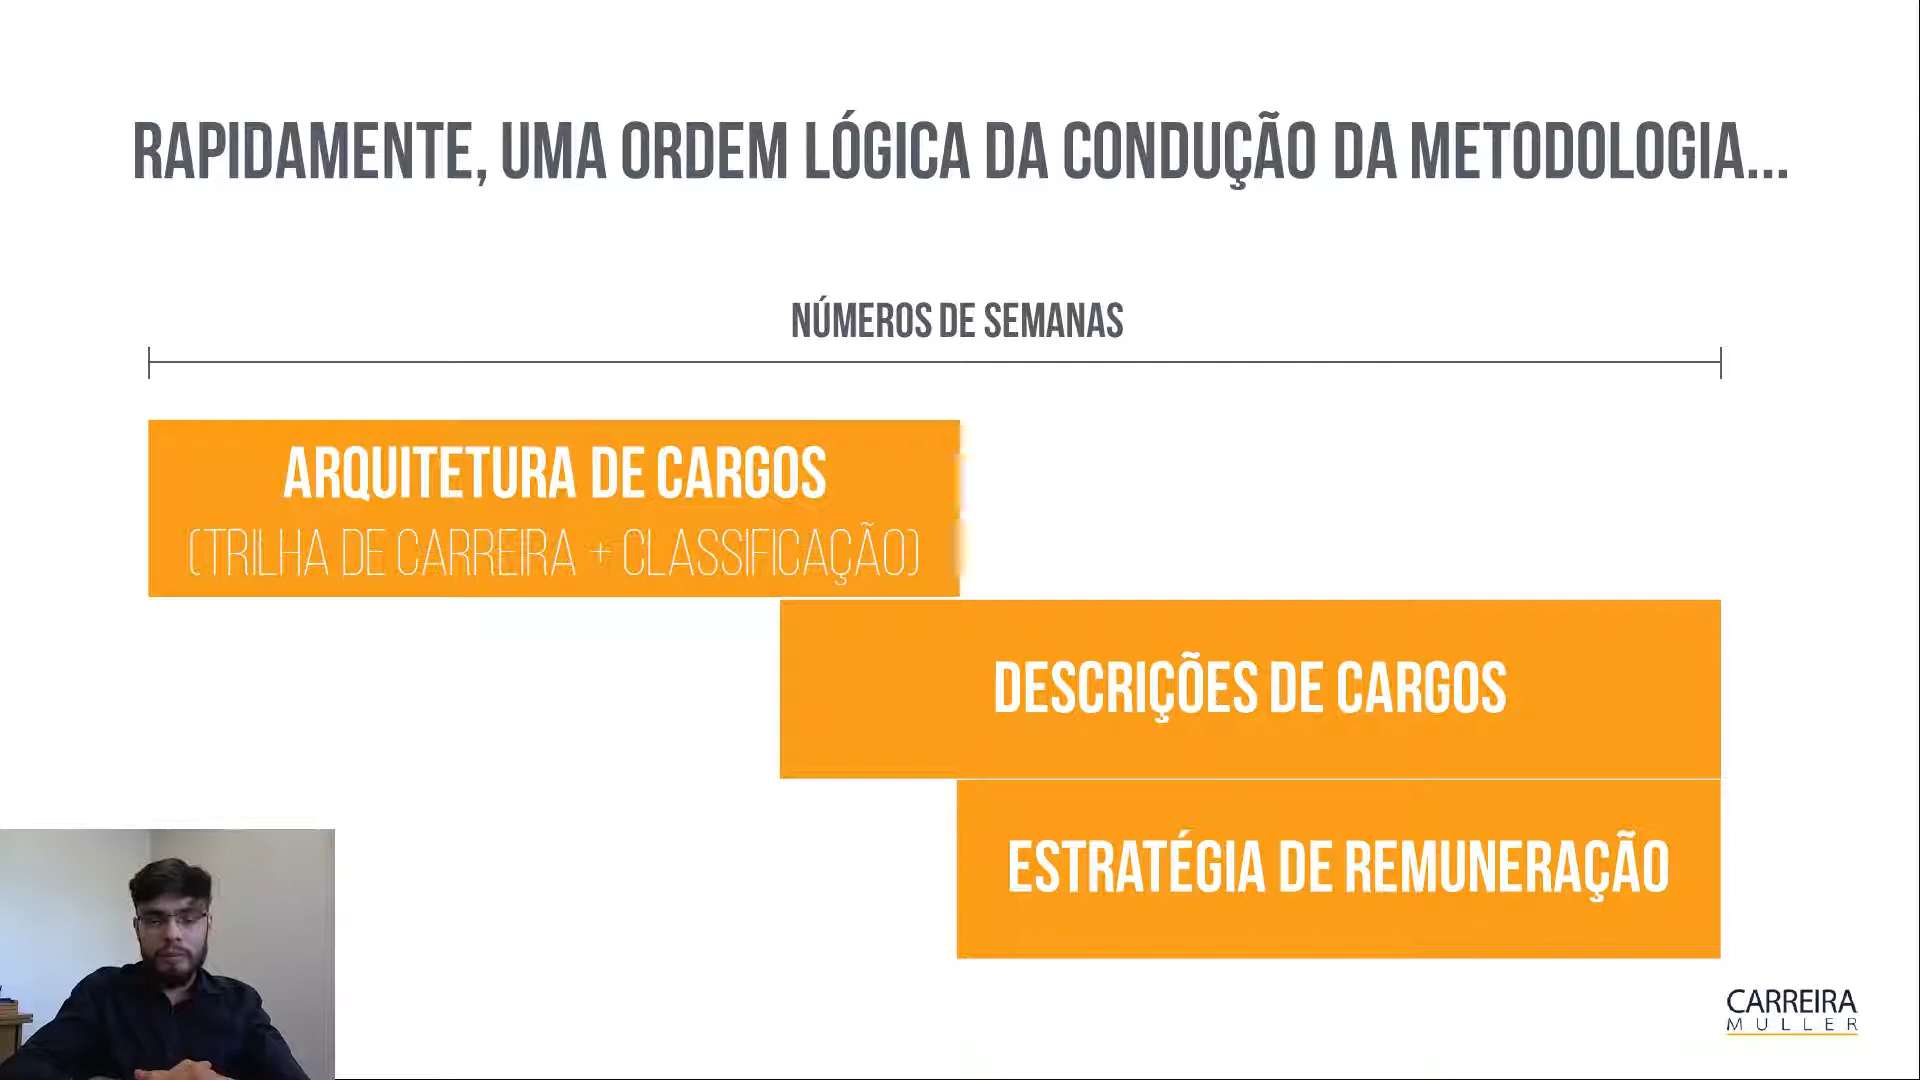 RAPIDAMENTE, UMA ORDEM LÓGICA DA CONDUÇÃO DA METODOLOGIA...
NÚMEROS DE SEMANAS
ARQUITETURA DE CARGOS
(TRILHA DE CARREIRA + CLASSIFICAÇÃO)
DESCRIÇÕES DE CARGOS
ESTRATÉGIA DE REMUNERAÇÃO
CARREIRA
MULLER